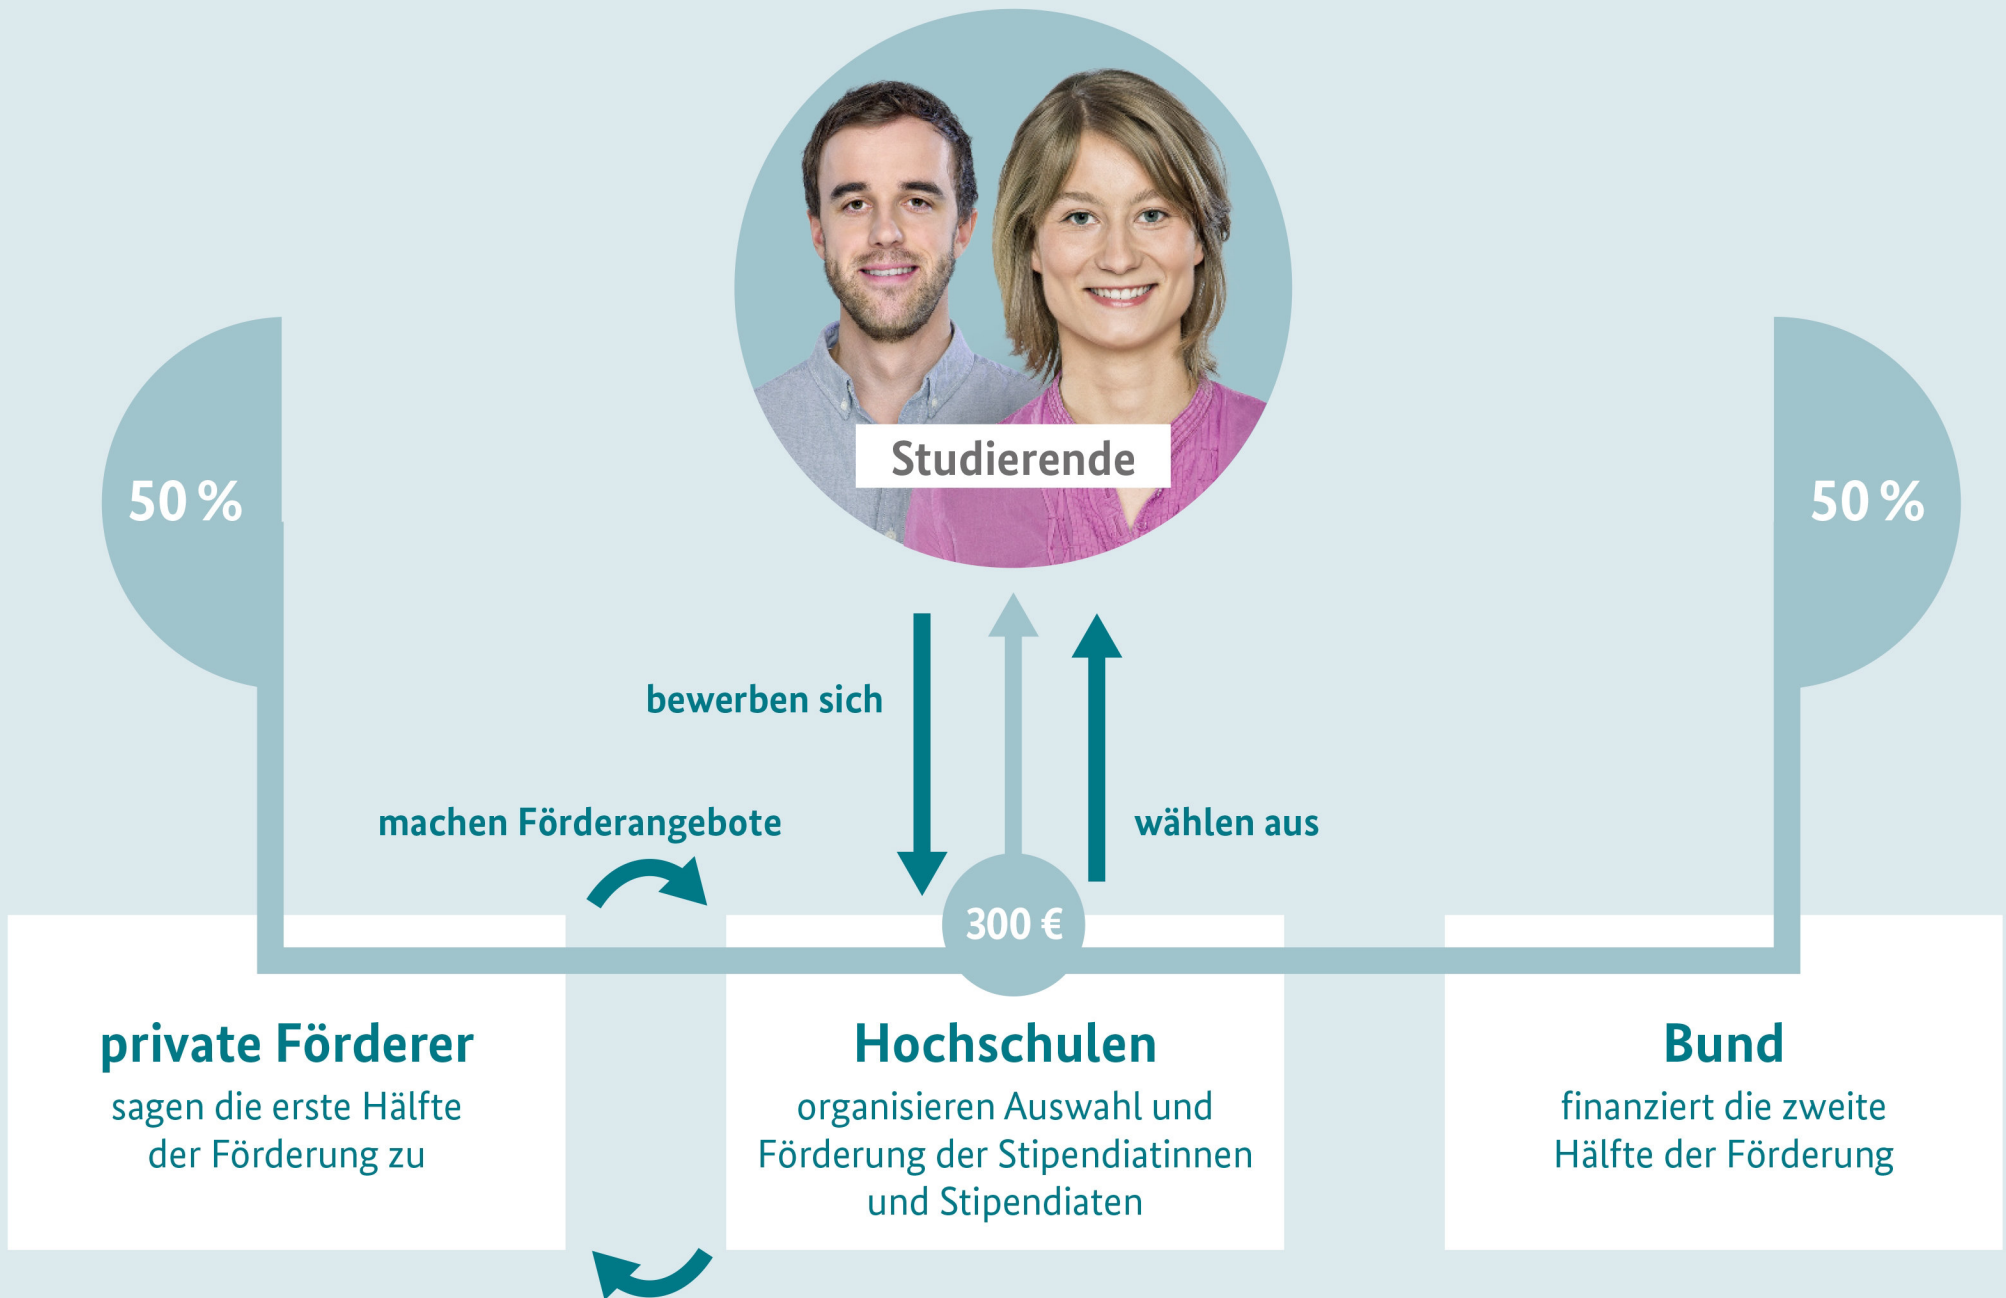 Studierende
50 %
50 %
bewerben sich
machen Förderangebote
wählen aus
300 €
private Förderer
sagen die erste Hälfte
der Förderung zu
Hochschulen
organisieren Auswahl und
Förderung der Stipendiatinnen
und Stipendiaten
Bund
finanziert die zweite
Hälfte der Förderung